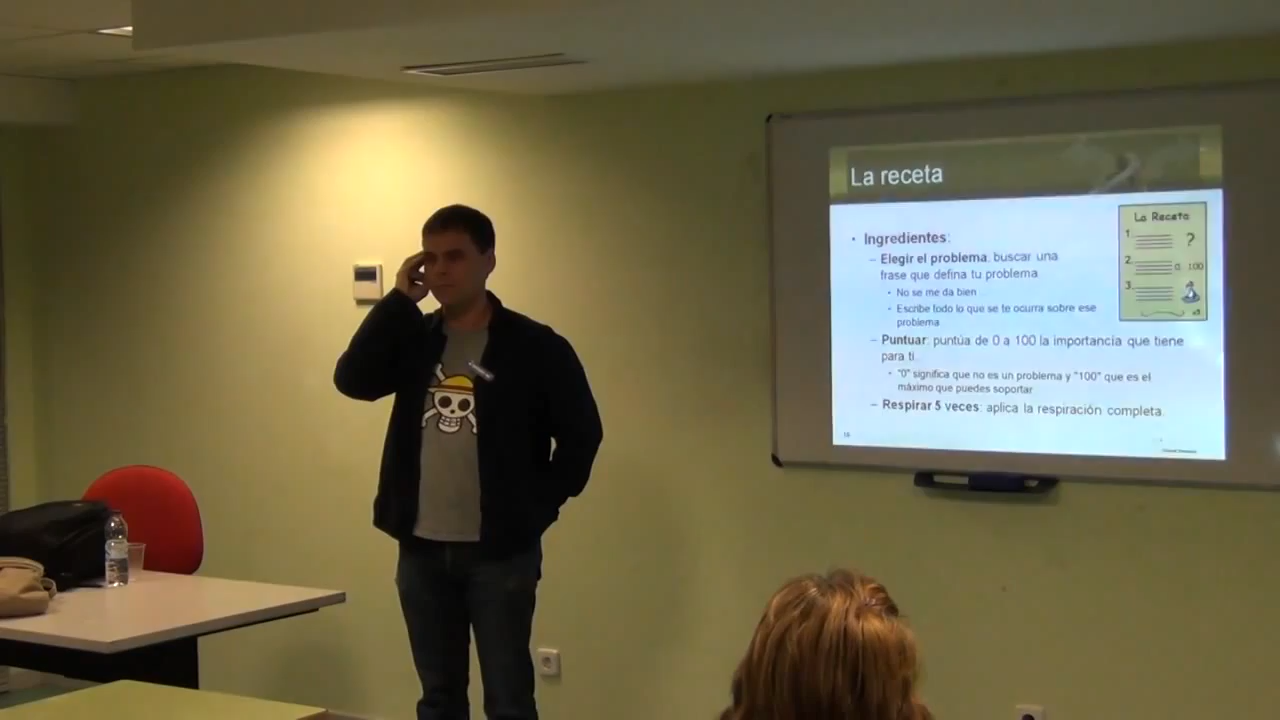 La receta
• Ingredientes:
– Elegir el problema: buscar una
frase que defina tu problema
• No se me da bien
• Escribe todo lo que se te ocurra sobre ese
problema
– Puntuar: puntúa de 0 a 100 la importancia que tiene
para ti.
• "0" significa que no es un problema y "100" que es el
máximo que puedes soportar
– Respirar 5 veces: aplica la respiración completa.
La Receta
1.
?
2.
0 100
3.